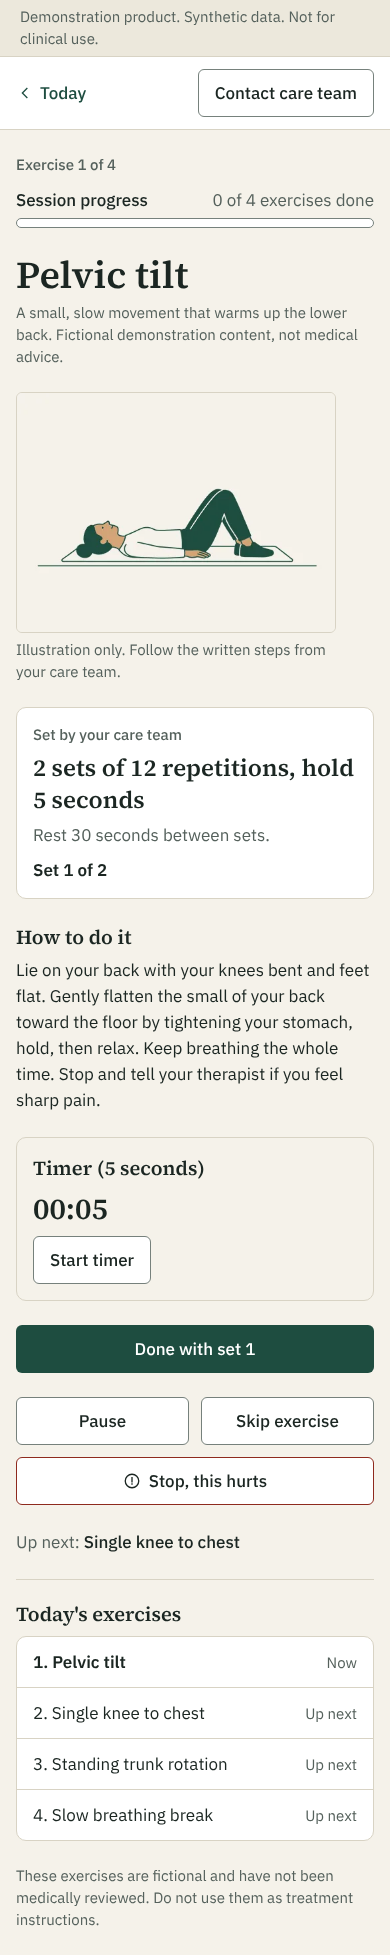 Demonstration product. Synthetic data. Not for
clinical use.
Today
Contact care team
Exercise 1 of 4
Session progress
0 of 4 exercises done
Pelvic tilt
A small, slow movement that warms up the lower
back. Fictional demonstration content, not medical
advice.
Illustration only. Follow the written steps from
your care team.
Set by your care team
2 sets of 12 repetitions, hold
5 seconds
Rest 30 seconds between sets.
Set 1 of 2
How to do it
Lie on your back with your knees bent and feet
flat. Gently flatten the small of your back
toward the floor by tightening your stomach,
hold, then relax. Keep breathing the whole
time. Stop and tell your therapist if you feel
sharp pain.
Timer (5 seconds)
00:05
Start timer
Done with set 1
Pause
Skip exercise
Stop, this hurts
Up next: Single knee to chest
Today's exercises
1. Pelvic tilt
Now
2. Single knee to chest
Up next
3. Standing trunk rotation
Up next
4. Slow breathing break
Up next
These exercises are fictional and have not been
medically reviewed. Do not use them as treatment
instructions.